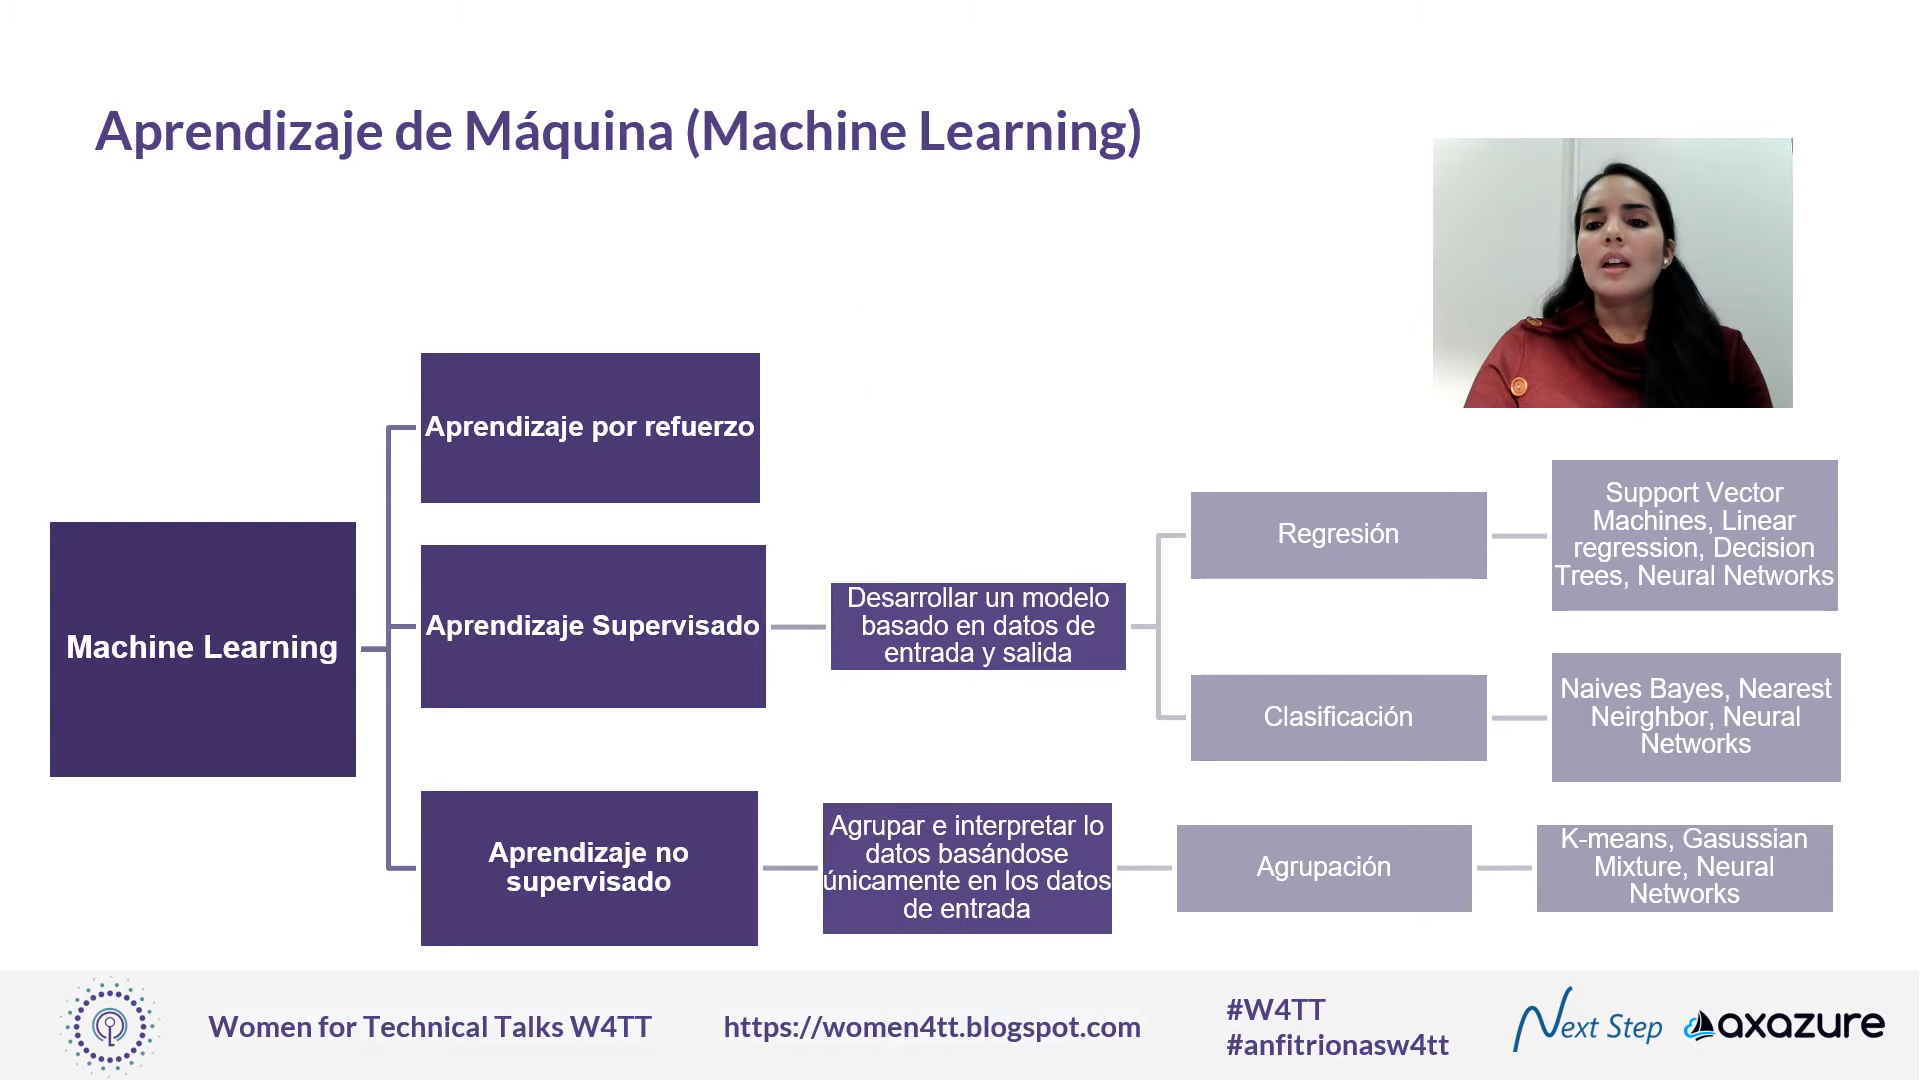 Aprendizaje de Máquina (Machine Learning)
Machine Learning
Aprendizaje por refuerzo
Aprendizaje Supervisado
Desarrollar un modelo
basado en datos de
entrada y salida
Regresión
Support Vector
Machines, Linear
regression, Decision
Trees, Neural Networks
Clasificación
Naives Bayes, Nearest
Neirghbor, Neural
Networks
Aprendizaje no
supervisado
Agrupar e interpretar lo
datos basándose
únicamente en los datos
de entrada
Agrupación
K-means, Gasussian
Mixture, Neural
Networks
Women for Technical Talks W4TT
https://women4tt.blogspot.com
#W4TT
#anfitrionasw4tt
Next Step
axazure